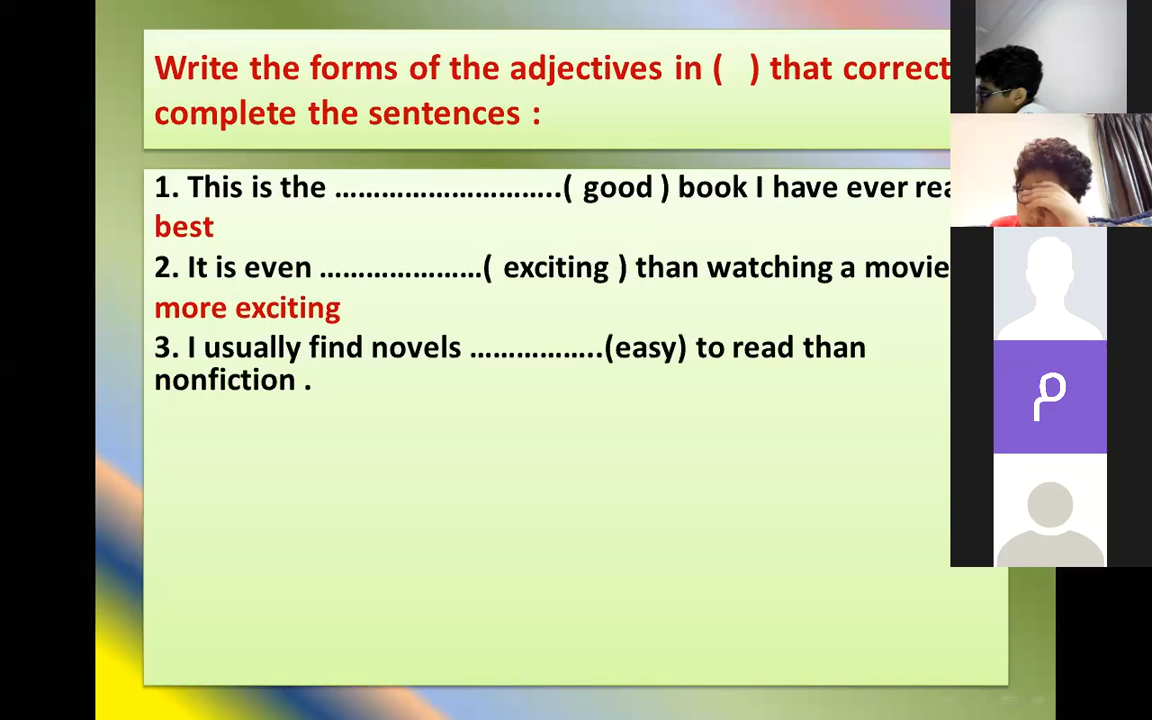 Write the forms of the adjectives in (   ) that correct
complete the sentences :
1. This is the ………………………..( good ) book I have ever rea
best
2. It is even …………………( exciting ) than watching a movie
more exciting
3. I usually find novels ……………..(easy) to read than
nonfiction .
م